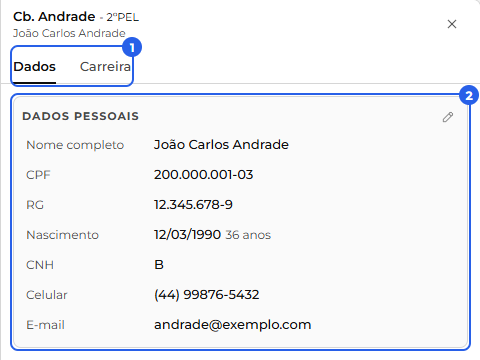 Cb. Andrade - 2ºPEL
João Carlos Andrade
1
Dados Carreira
2
DADOS PESSOAIS
Nome completo João Carlos Andrade
CPF 200.000.001-03
RG 12.345.678-9
Nascimento 12/03/1990 36 anos
CNH B
Celular (44) 99876-5432
E-mail andrade@exemplo.com